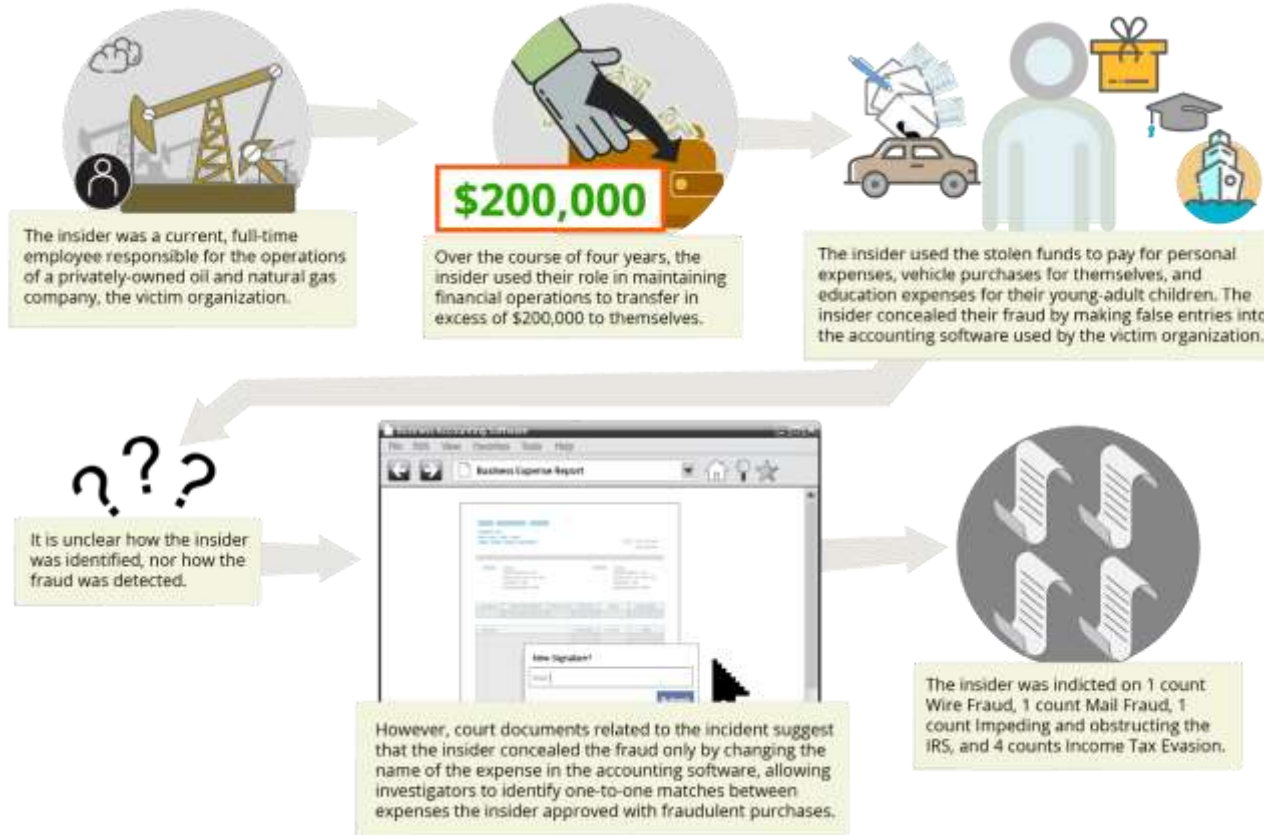 $200,000
The insider was a current, full-time
employee responsible for the operations
of a privately-owned oil and natural gas
company, the victim organization.
Over the course of four years, the
insider used their role in maintaining
financial operations to transfer in
excess of $200,000 to themselves.
The insider used the stolen funds to pay for personal
expenses, vehicle purchases for themselves, and
education expenses for their young-adult children. The
insider concealed their fraud by making false entries into
the accounting software used by the victim organization.
? ? ?
It is unclear how the insider
was identified, nor how the
fraud was detected.
Business Accounting Software
File Edit View Favorites Tools Help
Business Expense Report
New Signature?
However, court documents related to the incident suggest
that the insider concealed the fraud only by changing the
name of the expense in the accounting software, allowing
investigators to identify one-to-one matches between
expenses the insider approved with fraudulent purchases.
The insider was indicted on 1 count
Wire Fraud, 1 count Mail Fraud, 1
count Impeding and obstructing the
IRS, and 4 counts Income Tax Evasion.